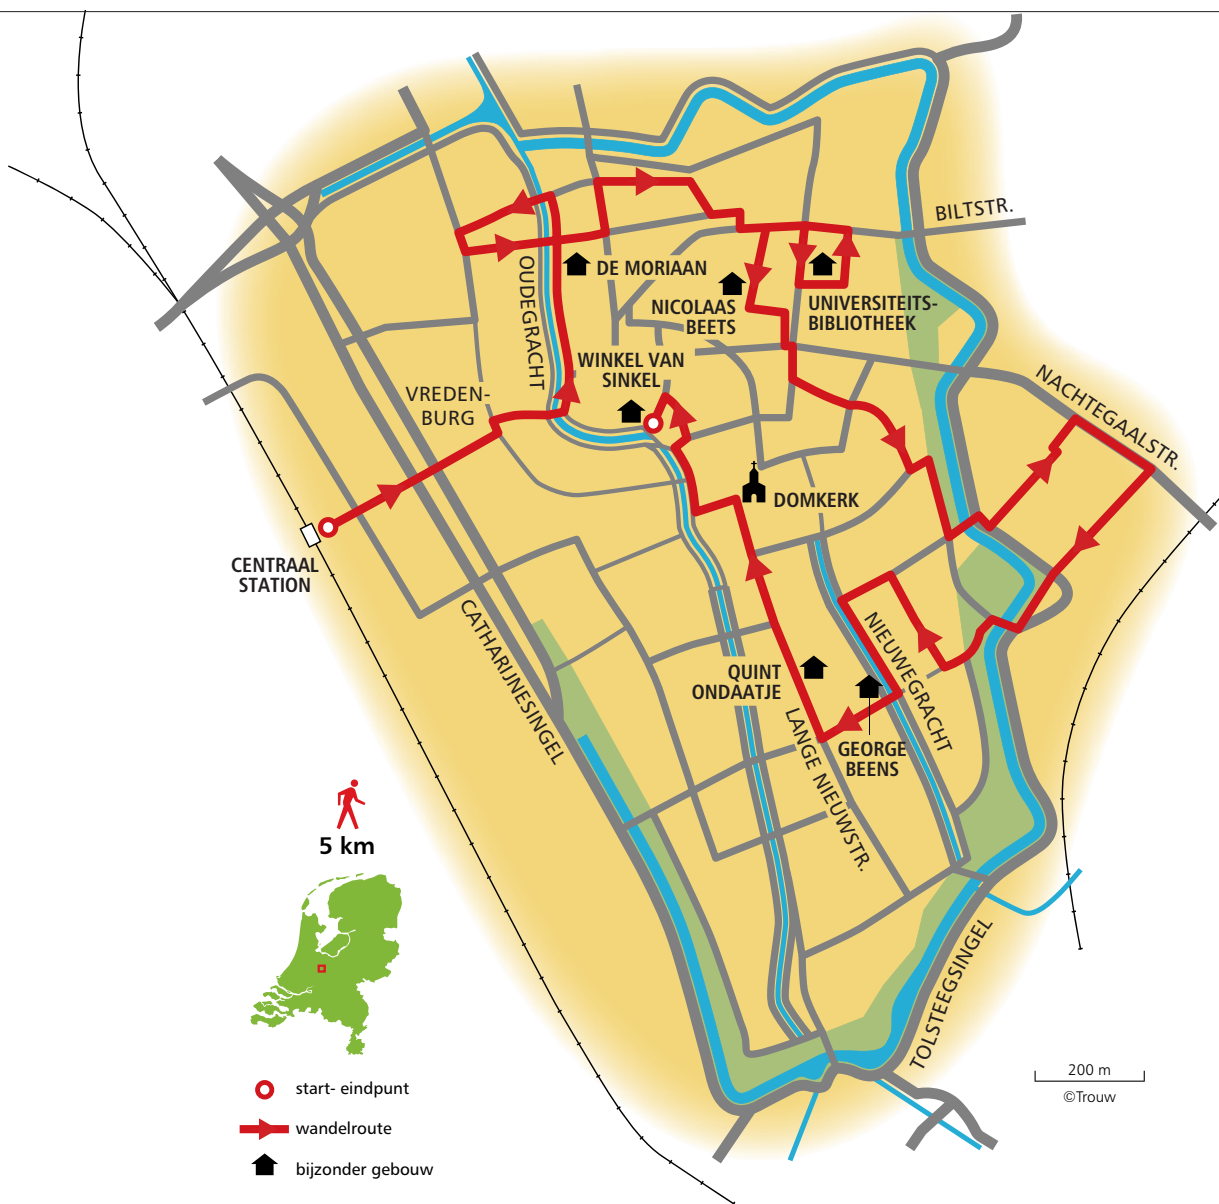 BILTSTR.
DE MORIAAN
OUDEGRACHT
NICOLAAS
BEETS
UNIVERSITEITS-
BIBLIOTHEEK
WINKEL VAN
SINKEL
VREDEN-
BURG
NACHTEGAALSTR.
DOMKERK
CENTRAAL
STATION
CATHARIJNESINGEL
NIEUWEGRACHT
QUINT
ONDAATJE
LANGE NIEUWSTR.
GEORGE
BEENS
5 km
TOLSTEEGSINGEL
200 m
©Trouw
start- eindpunt
wandelroute
bijzonder gebouw